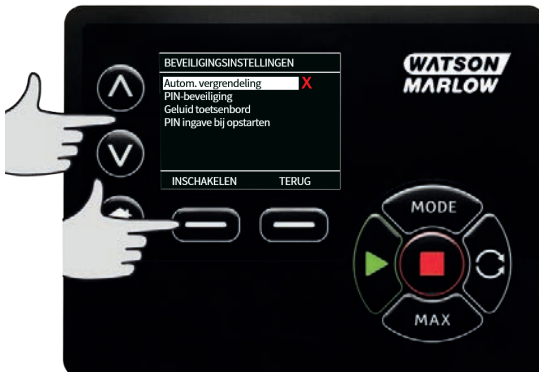 WATSON
MARLOW
BEVEILIGINGSINSTELLINGEN
Autom. vergrendeling X
PIN-beveiliging
Geluid toetsenbord
PIN ingave bij opstarten
INSCHAKELEN TERUG
MODE
MAX